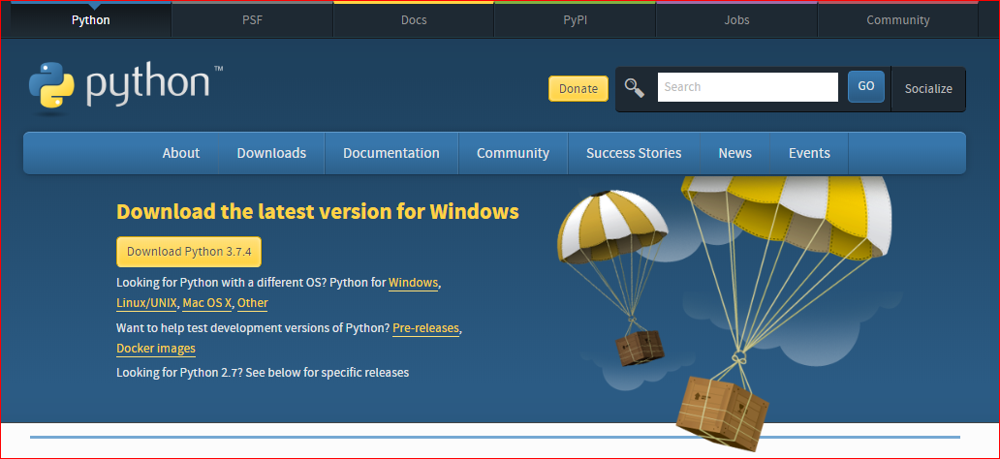 Python PSF Docs PyPI Jobs Community
python™
Donate Search GO Socialize
About Downloads Documentation Community Success Stories News Events
Download the latest version for Windows
Download Python 3.7.4
Looking for Python with a different OS? Python for Windows,
Linux/UNIX, Mac OS X, Other
Want to help test development versions of Python? Pre-releases,
Docker images
Looking for Python 2.7? See below for specific releases